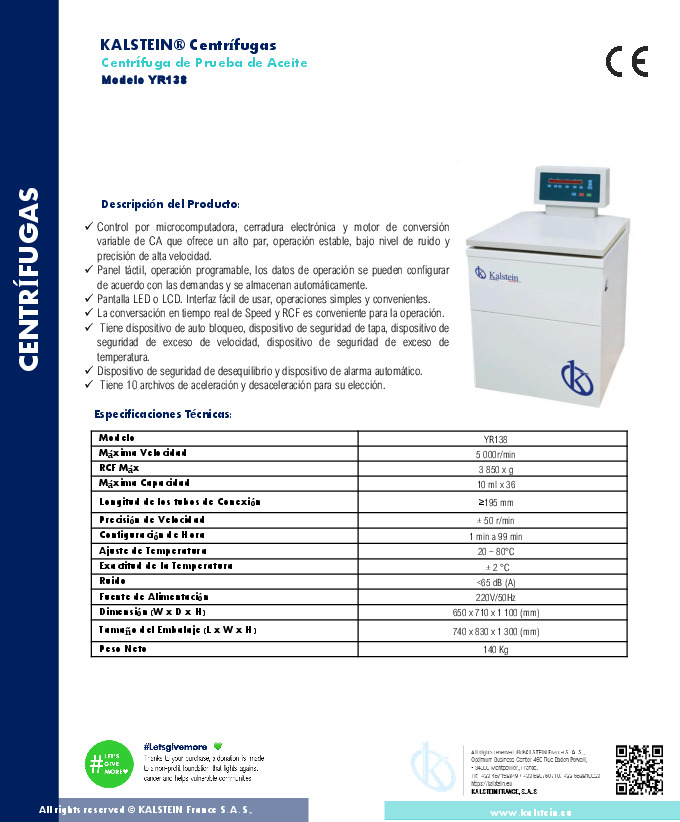 KALSTEIN® Centrífugas
Centrífuga de Prueba de Aceite
Modelo YR138
CE
CENTRÍFUGAS
Descripción del Producto:
✓ Control por microcomputadora, cerradura electrónica y motor de conversión
variable de CA que ofrece un alto par, operación estable, bajo nivel de ruido y
precisión de alta velocidad.
✓ Panel táctil, operación programable, los datos de operación se pueden configurar
de acuerdo con las demandas y se almacenan automáticamente.
✓ Pantalla LED o LCD. Interfaz fácil de usar, operaciones simples y convenientes.
✓ La conversación en tiempo real de Speed y RCF es conveniente para la operación.
✓ Tiene dispositivo de auto bloqueo, dispositivo de seguridad de tapa, dispositivo de
seguridad de exceso de velocidad, dispositivo de seguridad de exceso de
temperatura.
✓ Dispositivo de seguridad de desequilibrio y dispositivo de alarma automático.
✓ Tiene 10 archivos de aceleración y desaceleración para su elección.
Kalstein
Especificaciones Técnicas:
Modelo YR138
Máxima Velocidad 5 000r/min
RCF Máx 3 850 x g
Máxima Capacidad 10 ml x 36
Longitud de los tubos de Conexión ≥195 mm
Precisión de Velocidad ± 50 r/min
Configuración de Hora 1 min a 99 min
Ajuste de Temperatura 20 – 80°C
Exactitud de la Temperatura ± 2 °C
Ruido <65 dB (A)
Fuente de Alimentación 220V/50Hz
Dimensión (W x D x H) 650 x 710 x 1 100 (mm)
Tamaño del Embalaje (L x W x H) 740 x 830 x 1 300 (mm)
Peso Neto 140 Kg
# LET'S
GIVE
MORE
#Letsgivemore
Thanks to your purchase, a donation is made
to a non-profit foundation that fights against
cancer and helps vulnerable communities
All rights reserved ® KALSTEIN France S. A. S.,
Optimum Business Center 450 Rue Baden Powell,
34000 Montpellier, France.
https://kalstein.eu
KALSTEIN FRANCE, S.A.S
All rights reserved © KALSTEIN France S.A.S.,
www.kalstein.eu